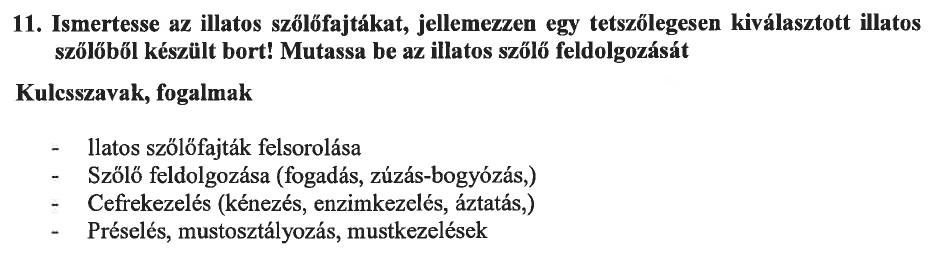 11. Ismertesse az illatos szőlőfajtákat, jellemezzen egy tetszőlegesen kiválasztott illatos
szőlőből készült bort! Mutassa be az illatos szőlő feldolgozását
Kulcsszavak, fogalmak
- llatos szőlőfajták felsorolása
- Szőlő feldolgozása (fogadás, zúzás-bogyózás,)
- Cefrekezelés (kénezés, enzimkezelés, áztatás,)
- Préselés, mustosztályozás, mustkezelések